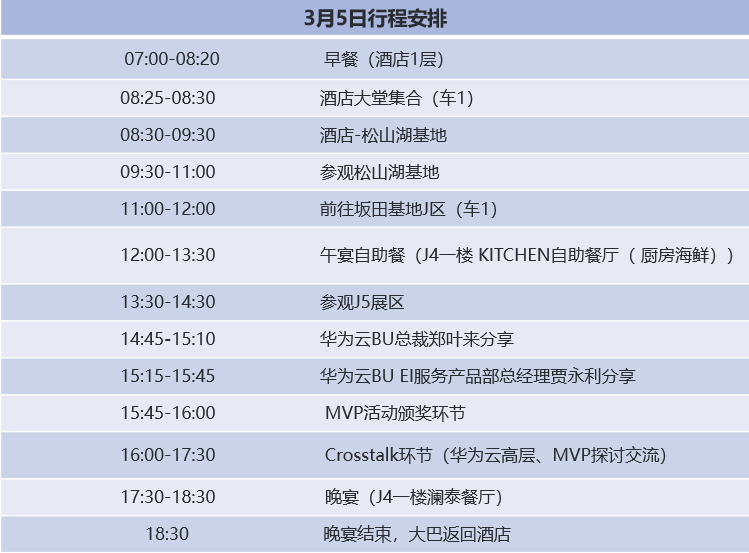 3月5日行程安排
07:00-08:20 早餐（酒店1层）
08:25-08:30 酒店大堂集合（车1）
08:30-09:30 酒店-松山湖基地
09:30-11:00 参观松山湖基地
11:00-12:00 前往坂田基地J区（车1）
12:00-13:30 午宴自助餐（J4一楼 KITCHEN自助餐厅（ 厨房海鲜））
13:30-14:30 参观J5展区
14:45-15:10 华为云BU总裁郑叶来分享
15:15-15:45 华为云BU EI服务产品部总经理贾永利分享
15:45-16:00 MVP活动颁奖环节
16:00-17:30 Crosstalk环节（华为云高层、MVP探讨交流）
17:30-18:30 晚宴（J4一楼澜泰餐厅）
18:30 晚宴结束，大巴返回酒店